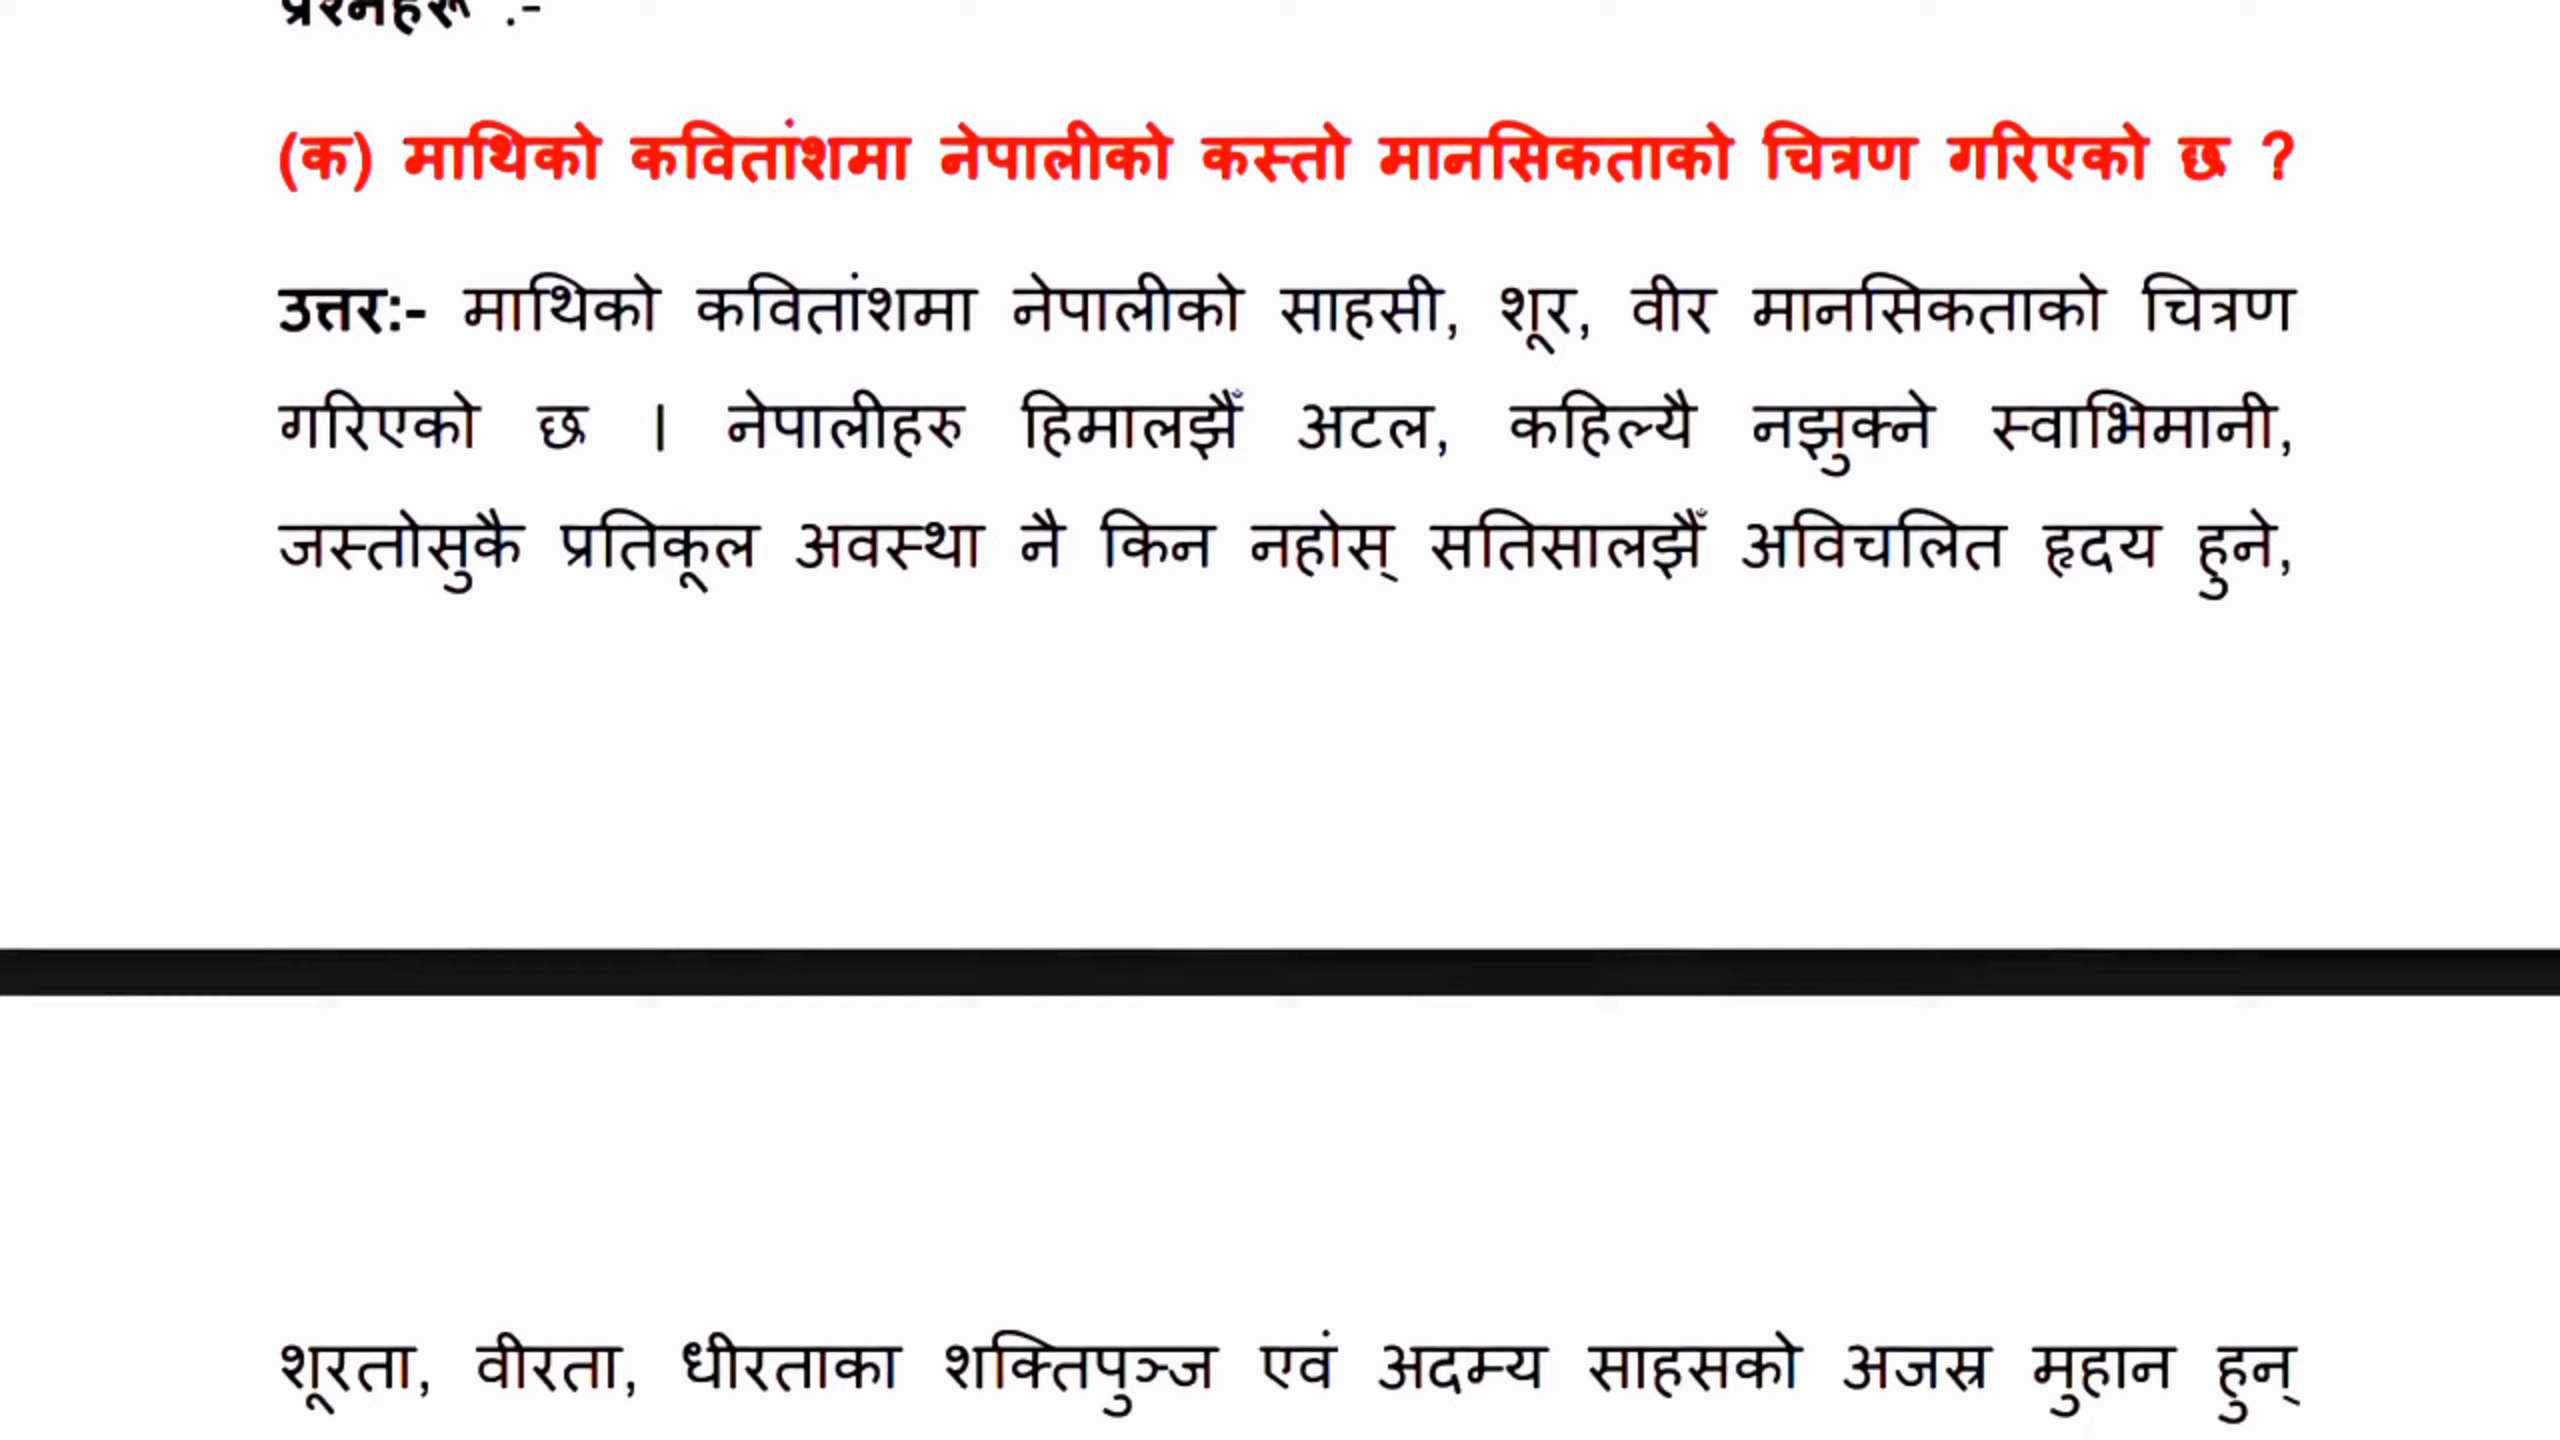 प्रश्नहरू :-
(क) माथिको कवितांशमा नेपालीको कस्तो मानसिकताको चित्रण गरिएको छ ?
उत्तर:- माथिको कवितांशमा नेपालीको साहसी, शूर, वीर मानसिकताको चित्रण
गरिएको छ । नेपालीहरु हिमालझैँ अटल, कहिल्यै नझुक्ने स्वाभिमानी,
जस्तोसुकै प्रतिकूल अवस्था नै किन नहोस् सतिसालझैँ अविचलित हृदय हुने,
शूरता, वीरता, धीरताका शक्तिपुञ्ज एवं अदम्य साहसको अजस्र मुहान हुन्